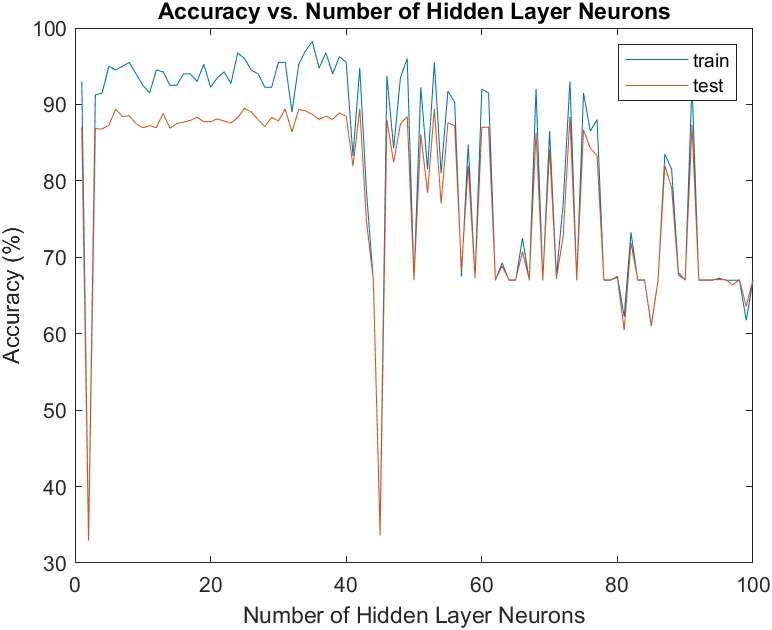 Accuracy vs. Number of Hidden Layer Neurons
100
90
80
70
60
50
40
30
Accuracy (%)
train
test
0
20
40
60
80
100
Number of Hidden Layer Neurons